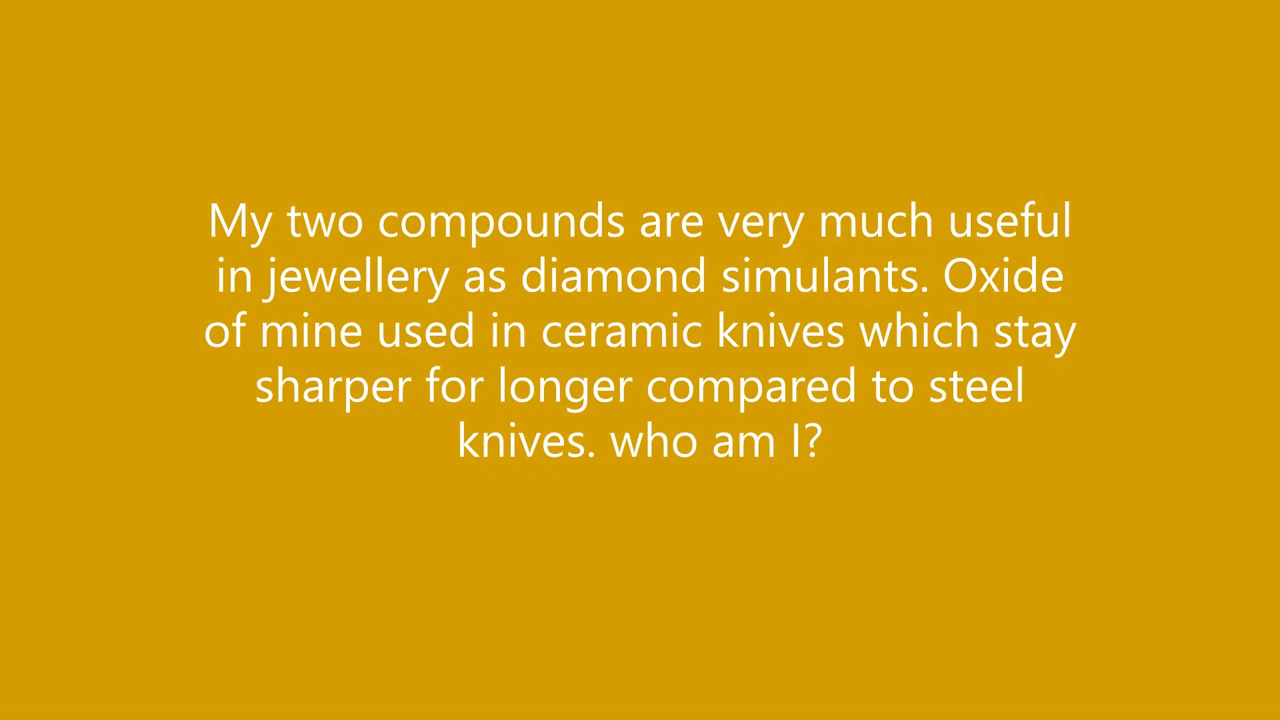 My two compounds are very much useful
in jewellery as diamond simulants. Oxide
of mine used in ceramic knives which stay
sharper for longer compared to steel
knives. who am I?